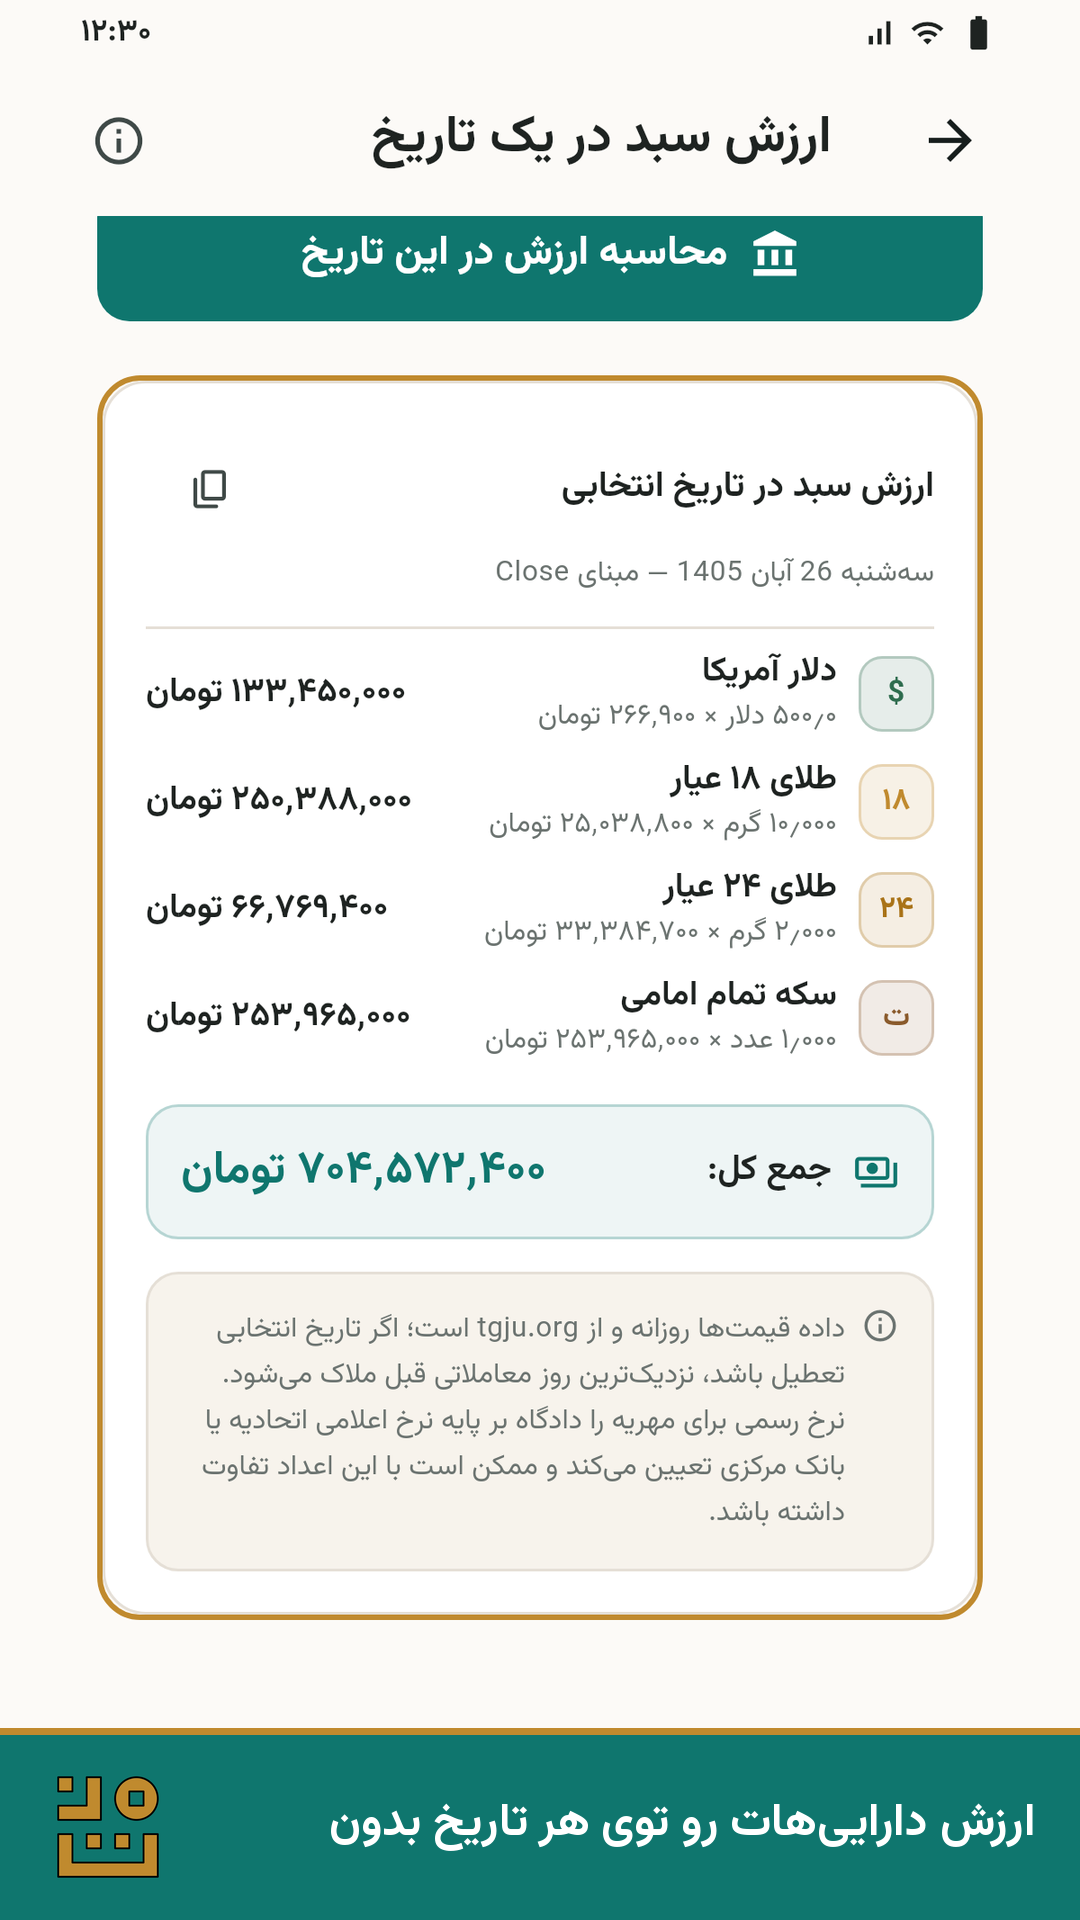 ۱۲:۳۰
ارزش سبد در یک تاریخ
محاسبه ارزش در این تاریخ
ارزش سبد در تاریخ انتخابی
سه‌شنبه 26 آبان 1405 — مبنای Close
$
دلار آمریکا
۵۰۰٫۰ دلار × ۲۶۶,۹۰۰ تومان
۱۳۳,۴۵۰,۰۰۰ تومان
۱۸
طلای ۱۸ عیار
۱۰٫۰۰۰ گرم × ۲۵,۰۳۸,۸۰۰ تومان
۲۵۰,۳۸۸,۰۰۰ تومان
۲۴
طلای ۲۴ عیار
۲٫۰۰۰ گرم × ۳۳,۳۸۴,۷۰۰ تومان
۶۶,۷۶۹,۴۰۰ تومان
ت
سکه تمام امامی
۱٫۰۰۰ عدد × ۲۵۳,۹۶۵,۰۰۰ تومان
۲۵۳,۹۶۵,۰۰۰ تومان
جمع کل:
۷۰۴,۵۷۲,۴۰۰ تومان
داده قیمت‌ها روزانه و از tgju.org است؛ اگر تاریخ انتخابی
تعطیل باشد، نزدیک‌ترین روز معاملاتی قبل ملاک می‌شود.
نرخ رسمی برای مهریه را دادگاه بر پایه نرخ اعلامی اتحادیه یا
بانک مرکزی تعیین می‌کند و ممکن است با این اعداد تفاوت
داشته باشد.
ارزش دارایی‌هات رو توی هر تاریخ بدون